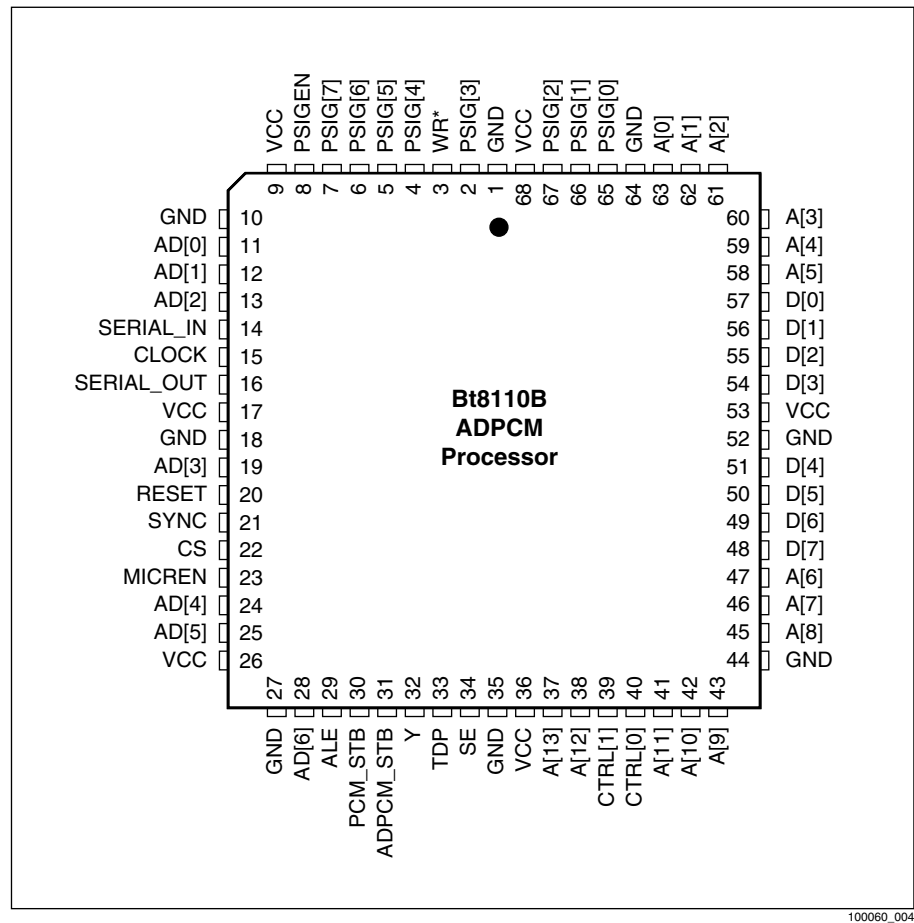 VCC
PSIGEN
PSIG[7]
PSIG[6]
PSIG[5]
PSIG[4]
WR*
PSIG[3]
GND
VCC
PSIG[2]
PSIG[1]
PSIG[0]
GND
A[0]
A[1]
A[2]
9
8
7
6
5
4
3
2
1
68
67
66
65
64
63
62
61
GND 10
AD[0] 11
AD[1] 12
AD[2] 13
SERIAL_IN 14
CLOCK 15
SERIAL_OUT 16
VCC 17
GND 18
AD[3] 19
RESET 20
SYNC 21
CS 22
MICREN 23
AD[4] 24
AD[5] 25
VCC 26
Bt8110B
ADPCM
Processor
60 A[3]
59 A[4]
58 A[5]
57 D[0]
56 D[1]
55 D[2]
54 D[3]
53 VCC
52 GND
51 D[4]
50 D[5]
49 D[6]
48 D[7]
47 A[6]
46 A[7]
45 A[8]
44 GND
27
28
29
30
31
32
33
34
35
36
37
38
39
40
41
42
43
GND
AD[6]
ALE
PCM_STB
ADPCM_STB
Y
TDP
SE
GND
VCC
A[13]
A[12]
CTRL[1]
CTRL[0]
A[11]
A[10]
A[9]
100060_004